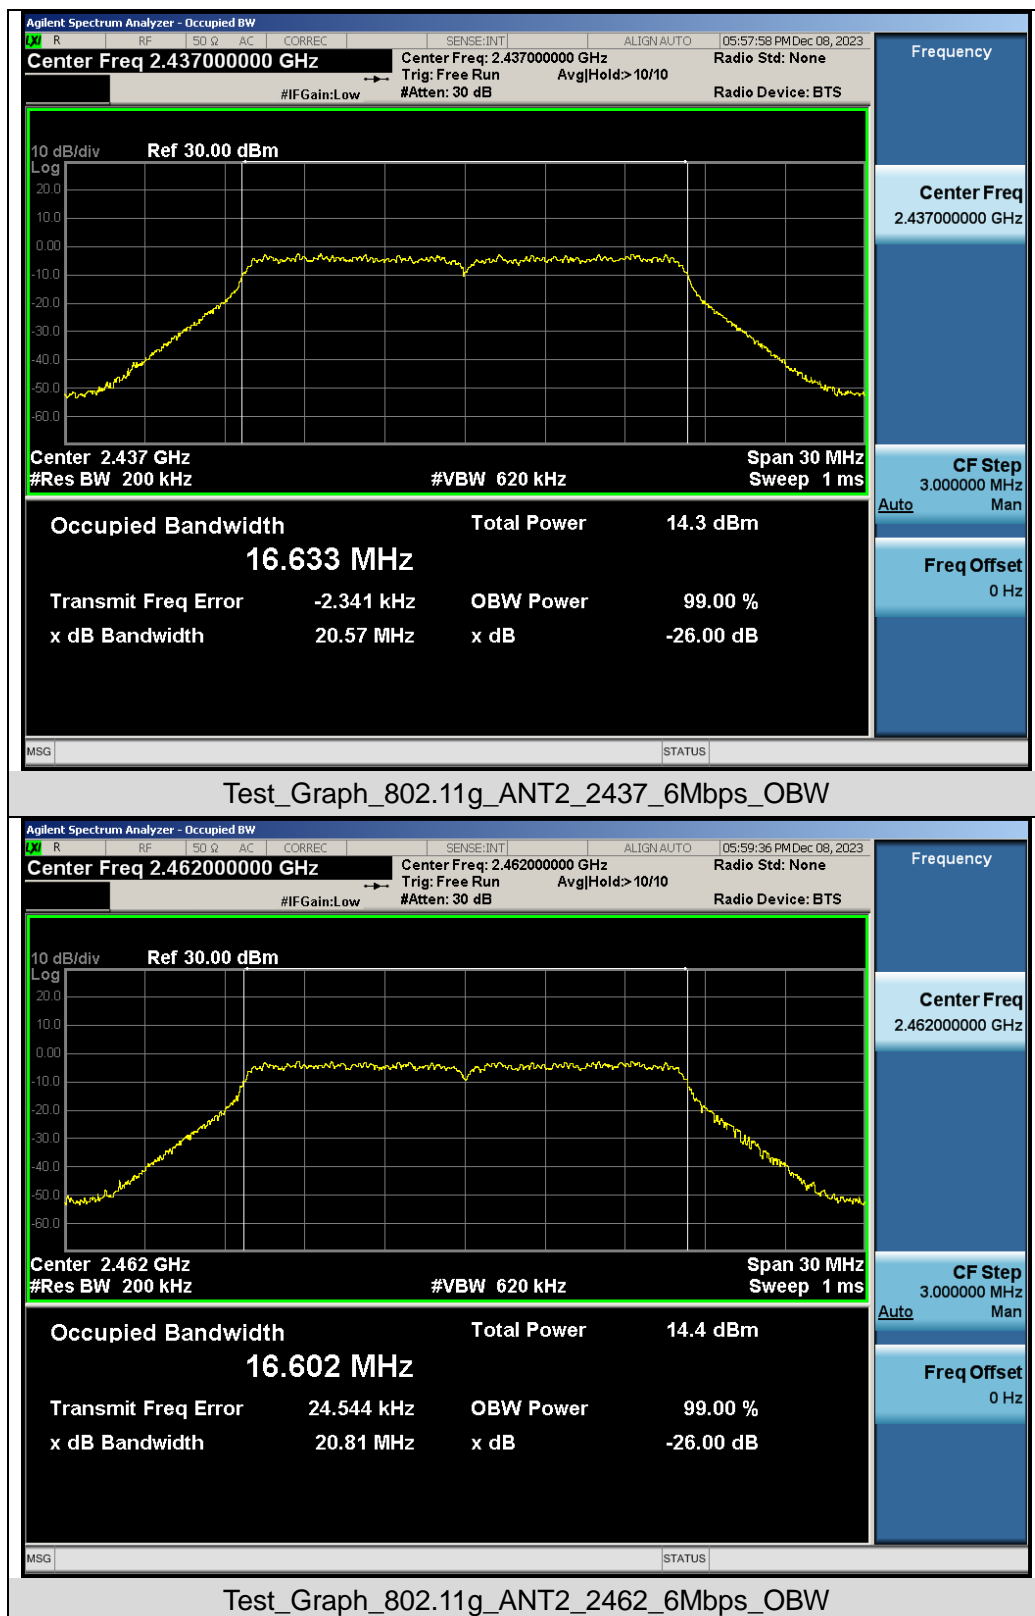 Agilent Spectrum Analyzer - Occupied BW
LXI R RF 50 Ω AC CORREC SENSE:INT ALIGN AUTO 05:57:58 PM Dec 08, 2023
Center Freq 2.437000000 GHz
Center Freq: 2.437000000 GHz
Radio Std: None
Trig: Free Run Avg|Hold:> 10/10
#IFGain:Low
#Atten: 30 dB
Radio Device: BTS
Frequency
10 dB/div Ref 30.00 dBm
Log
20.0
10.0
0.00
-10.0
-20.0
-30.0
-40.0
-50.0
-60.0
Center 2.437 GHz Span 30 MHz
#Res BW 200 kHz #VBW 620 kHz Sweep 1 ms
Center Freq
2.437000000 GHz
CF Step
3.000000 MHz
Auto Man
Freq Offset
0 Hz
Occupied Bandwidth Total Power 14.3 dBm
16.633 MHz
Transmit Freq Error -2.341 kHz OBW Power 99.00 %
x dB Bandwidth 20.57 MHz x dB -26.00 dB
MSG STATUS
Test_Graph_802.11g_ANT2_2437_6Mbps_OBW
Agilent Spectrum Analyzer - Occupied BW
LXI R RF 50 Ω AC CORREC SENSE:INT ALIGN AUTO 05:59:36 PM Dec 08, 2023
Center Freq 2.462000000 GHz
Center Freq: 2.462000000 GHz
Radio Std: None
Trig: Free Run Avg|Hold:> 10/10
#IFGain:Low
#Atten: 30 dB
Radio Device: BTS
Frequency
10 dB/div Ref 30.00 dBm
Log
20.0
10.0
0.00
-10.0
-20.0
-30.0
-40.0
-50.0
-60.0
Center 2.462 GHz Span 30 MHz
#Res BW 200 kHz #VBW 620 kHz Sweep 1 ms
Center Freq
2.462000000 GHz
CF Step
3.000000 MHz
Auto Man
Freq Offset
0 Hz
Occupied Bandwidth Total Power 14.4 dBm
16.602 MHz
Transmit Freq Error 24.544 kHz OBW Power 99.00 %
x dB Bandwidth 20.81 MHz x dB -26.00 dB
MSG STATUS
Test_Graph_802.11g_ANT2_2462_6Mbps_OBW